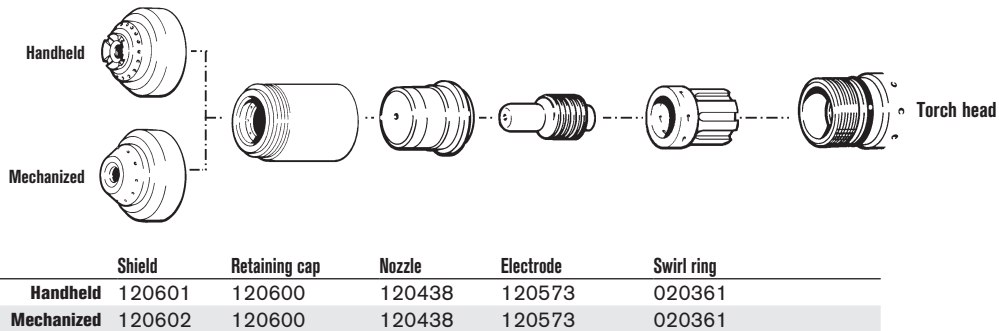 Handheld
Torch head
Mechanized
Shield Retaining cap Nozzle Electrode Swirl ring
Handheld 120601 120600 120438 120573 020361
Mechanized 120602 120600 120438 120573 020361